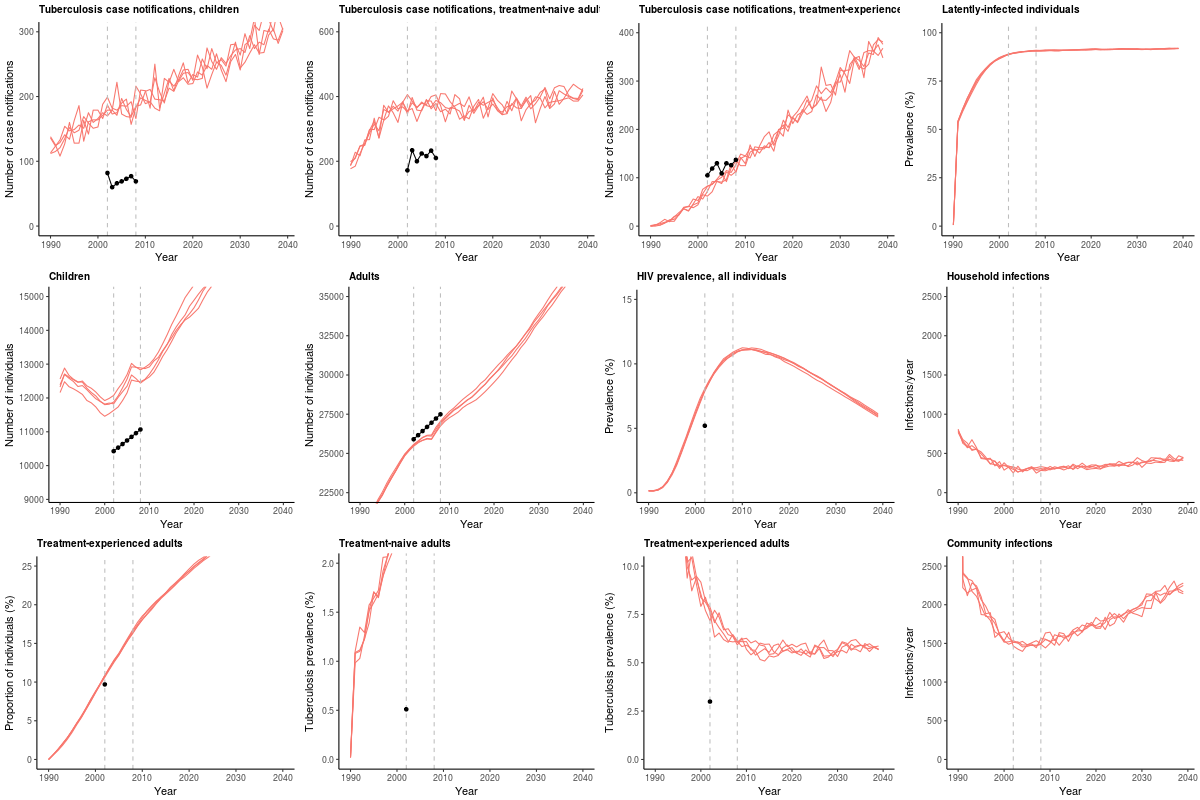 Tuberculosis case notifications, children
Number of case notifications
300
200
100
0
1990 2000 2010 2020 2030 2040
Year
Tuberculosis case notifications, treatment-naive adul
Number of case notifications
600
400
200
0
1990 2000 2010 2020 2030 2040
Year
Tuberculosis case notifications, treatment-experience
Number of case notifications
400
300
200
100
0
1990 2000 2010 2020 2030 2040
Year
Latently-infected individuals
Prevalence (%)
100
75
50
25
0
1990 2000 2010 2020 2030 2040
Year
Children
Number of individuals
15000
14000
13000
12000
11000
10000
9000
1990 2000 2010 2020 2030 2040
Year
Adults
Number of individuals
35000
32500
30000
27500
25000
22500
1990 2000 2010 2020 2030 2040
Year
HIV prevalence, all individuals
Prevalence (%)
15
10
5
0
1990 2000 2010 2020 2030 2040
Year
Household infections
Infections/year
2500
2000
1500
1000
500
0
1990 2000 2010 2020 2030 2040
Year
Treatment-experienced adults
Proportion of individuals (%)
25
20
15
10
5
0
1990 2000 2010 2020 2030 2040
Year
Treatment-naive adults
Tuberculosis prevalence (%)
2.0
1.5
1.0
0.5
0.0
1990 2000 2010 2020 2030 2040
Year
Treatment-experienced adults
Tuberculosis prevalence (%)
10.0
7.5
5.0
2.5
0.0
1990 2000 2010 2020 2030 2040
Year
Community infections
Infections/year
2500
2000
1500
1000
500
0
1990 2000 2010 2020 2030 2040
Year